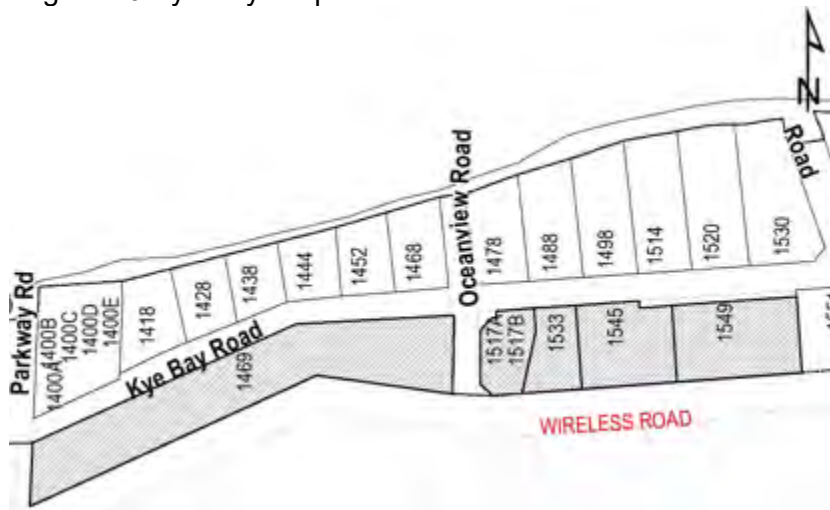 N
Road
Oceanview Road
Parkway Rd
Kye Bay Road
1400A
1400B
1400C
1400D
1400E
1418
1428
1438
1444
1452
1468
1478
1488
1498
1514
1520
1530
1469
1517A
1517B
1533
1545
1549
WIRELESS ROAD